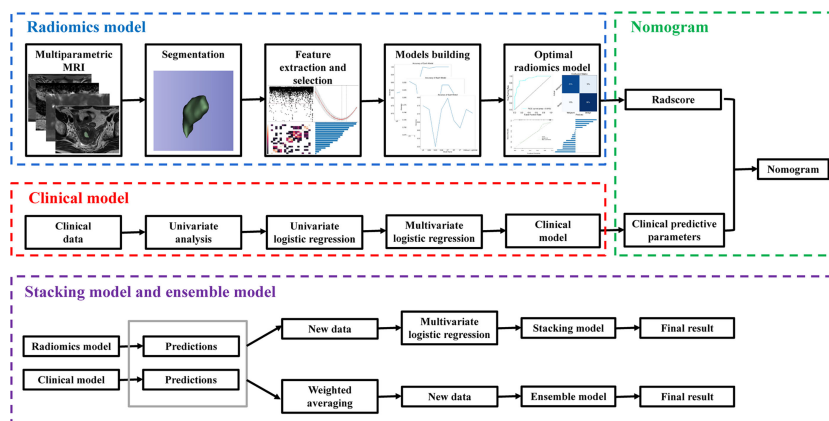 Radiomics model
Nomogram
Multiparametric
MRI
Segmentation
Feature
extraction and
selection
Models building
Optimal
radiomics model
Radscore
Nomogram
Clinical model
Clinical
data
Univariate
analysis
Univariate
logistic regression
Multivariate
logistic regression
Clinical
model
Clinical predictive
parameters
Stacking model and ensemble model
Radiomics model
Predictions
New data
Multivariate
logistic regression
Stacking model
Final result
Clinical model
Predictions
Weighted
averaging
New data
Ensemble model
Final result